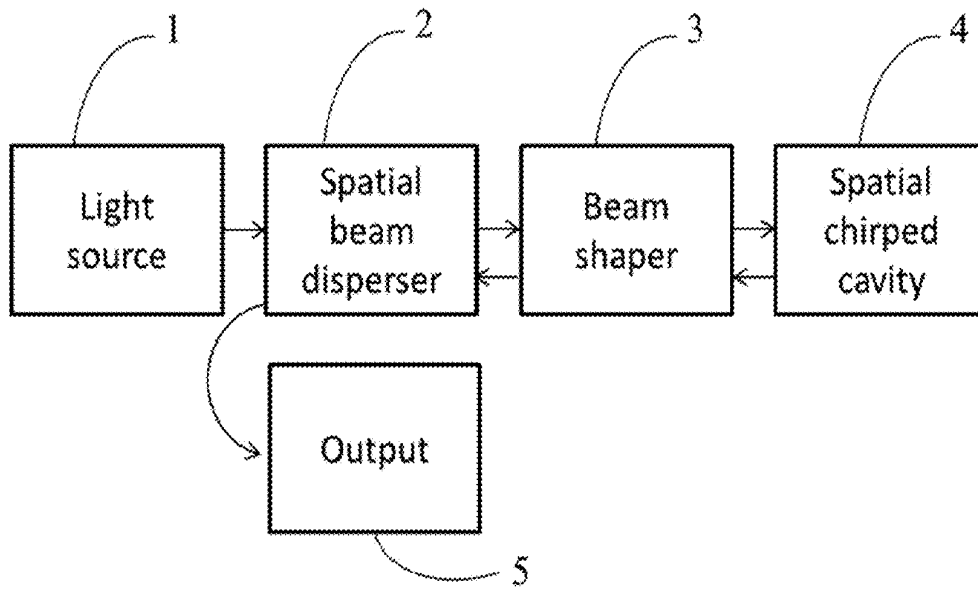 1
2
3
4
Light
source
Spatial
beam
disperser
Beam
shaper
Spatial
chirped
cavity
Output
5